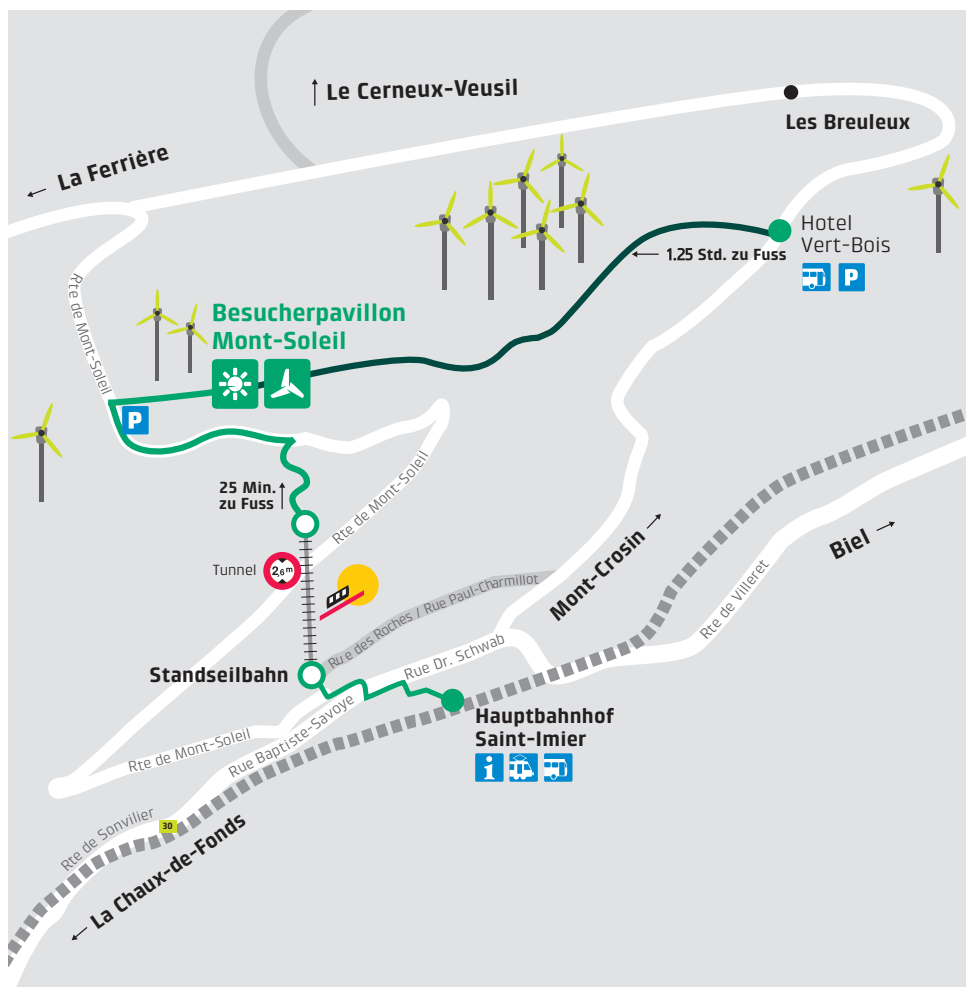 Le Cerneux-Veusil
Les Breuleux
La Ferrière
Hotel
Vert-Bois
P
1.25 Std. zu Fuss
Rte de Mont-Soleil
Besucherpavillon
Mont-Soleil
P
25 Min.
zu Fuss
Rte de Mont-Soleil
Tunnel
2,6 m
Mont-Crosin
Biel
Rte de Villeret
Rue des Roches / Rue Paul-Charmillot
Standseilbahn
Rue Dr. Schwab
Rte de Mont-Soleil
Rue Baptiste-Savoye
Hauptbahnhof
Saint-Imier
i
Rte de Sonvilier
30
La Chaux-de-Fonds